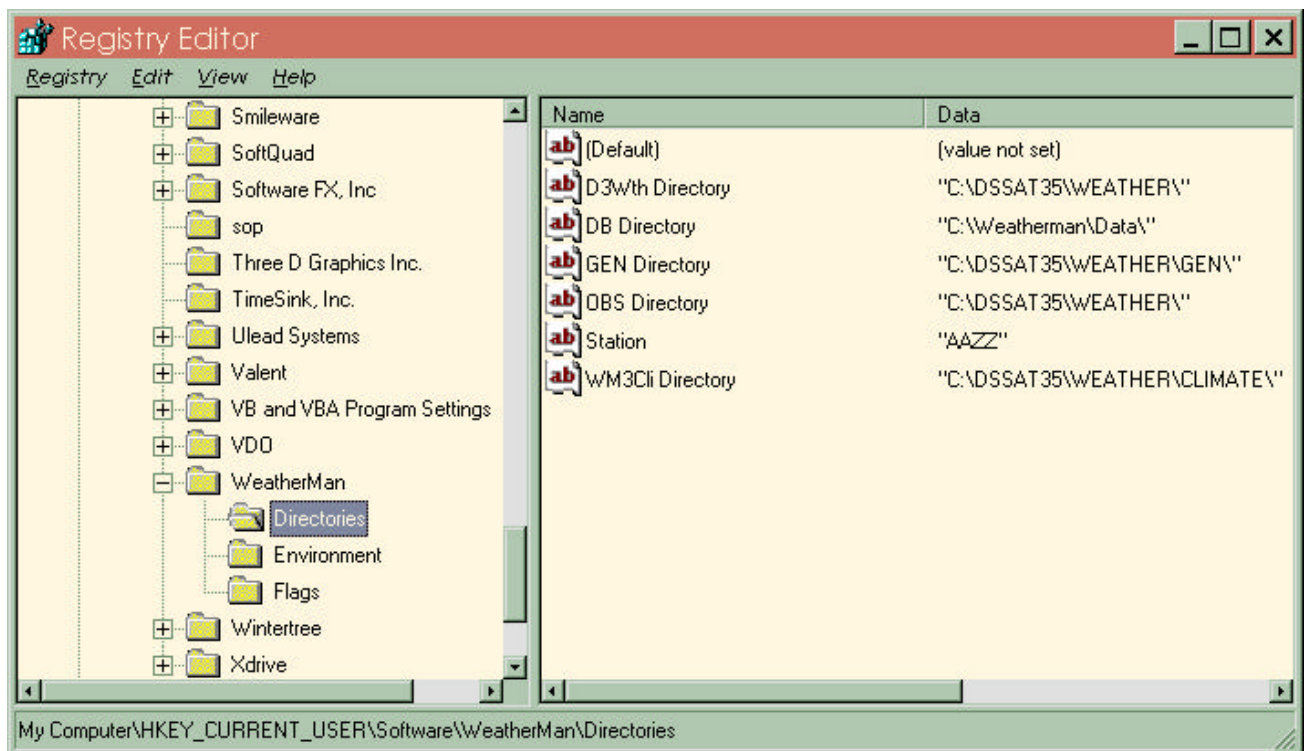 Registry Editor
Registry Edit View Help
Smileware
SoftQuad
Software FX, Inc
sop
Three D Graphics Inc.
TimeSink, Inc.
Ulead Systems
Valent
VB and VBA Program Settings
VDO
WeatherMan
Directories
Environment
Flags
Wintertree
Xdrive
Name Data
ab (Default) (value not set)
ab D3Wth Directory "C:\DSSAT35\WEATHER\"
ab DB Directory "C:\Weatherman\Data\"
ab GEN Directory "C:\DSSAT35\WEATHER\GEN\"
ab OBS Directory "C:\DSSAT35\WEATHER\"
ab Station "AAZZ"
ab WM3Cli Directory "C:\DSSAT35\WEATHER\CLIMATE\"
My Computer\HKEY_CURRENT_USER\Software\WeatherMan\Directories